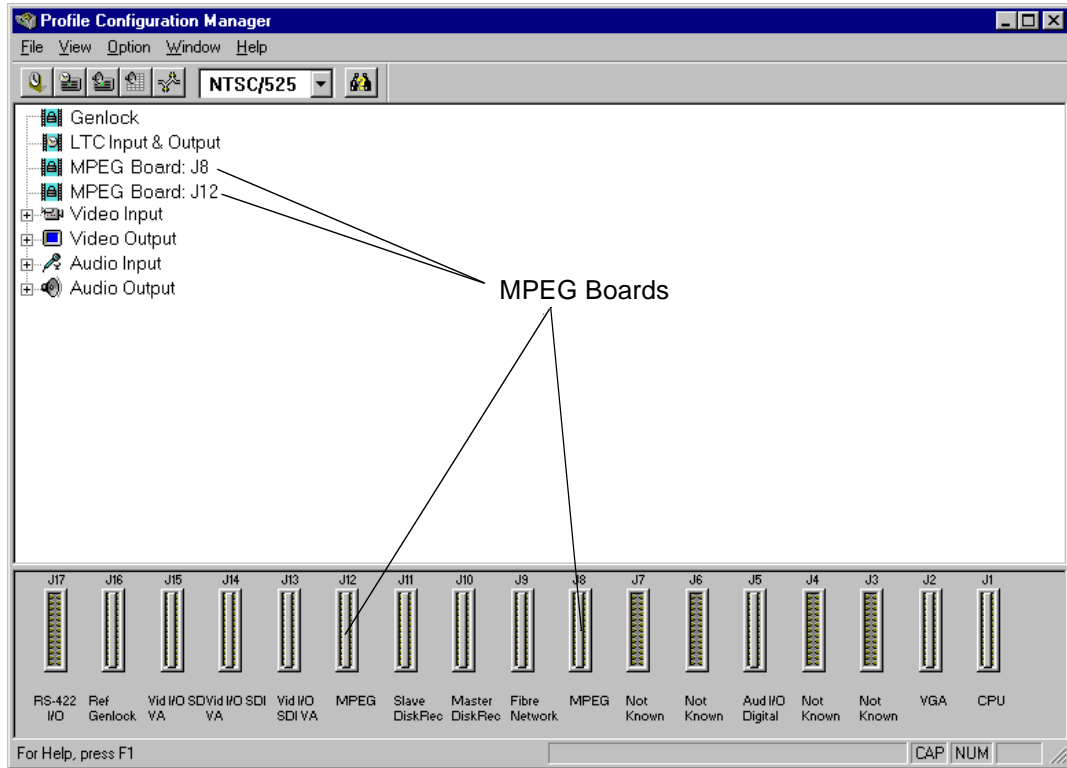 Profile Configuration Manager
File View Option Window Help
NTSC/525
Genlock
LTC Input & Output
MPEG Board: J8
MPEG Board: J12
Video Input
Video Output
Audio Input
Audio Output
MPEG Boards
J17 J16 J15 J14 J13 J12 J11 J10 J9 J8 J7 J6 J5 J4 J3 J2 J1
RS-422 Ref Vid I/O SDVid I/O SDI Vid I/O MPEG Slave Master Fibre MPEG Not Not Aud I/O Not Not VGA CPU
I/O Genlock VA VA SDI VA DiskRec DiskRec Network Known Known Digital Known Known
For Help, press F1
CAP NUM